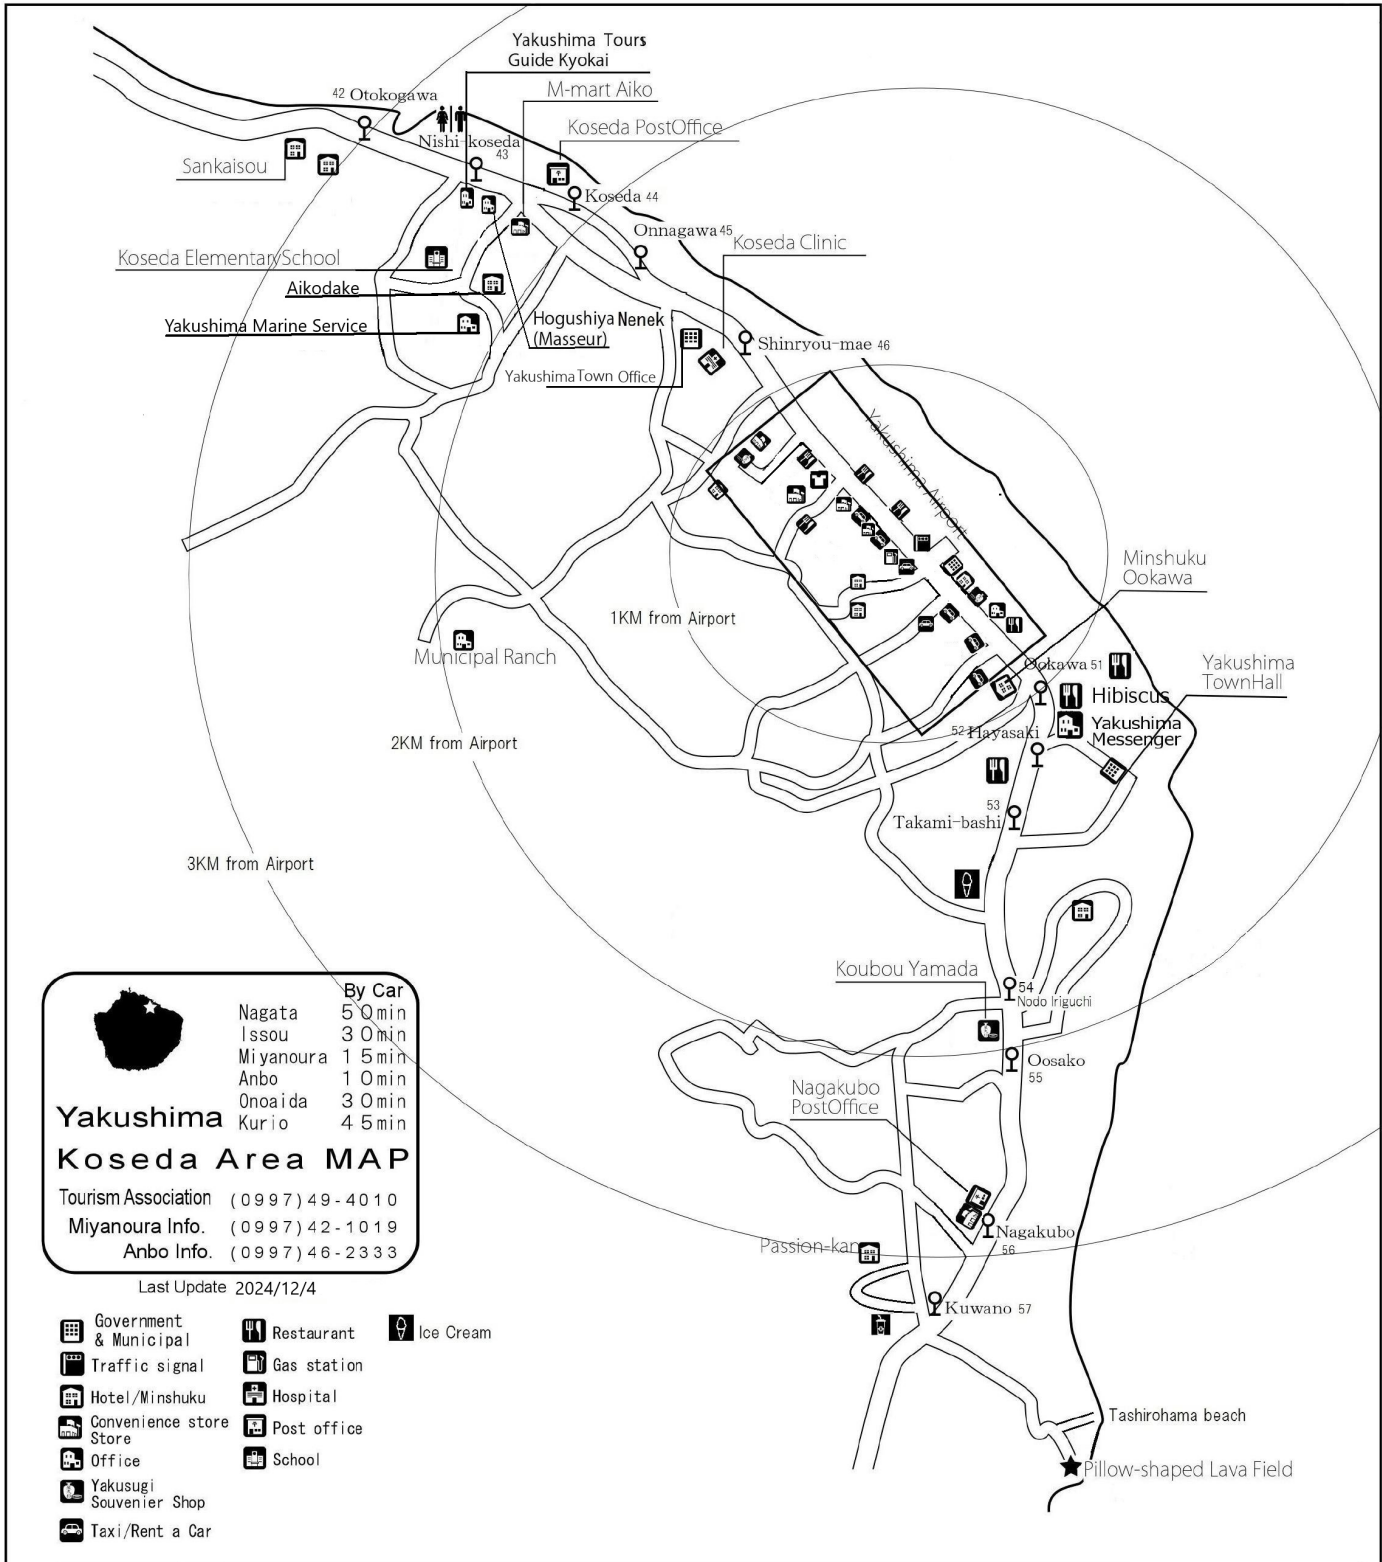 Yakushima Tours
Guide Kyokai
M-mart Aiko
42 Otokogawa
Koseda PostOffice
Nishi-koseda
43
Sankaisou
Koseda 44
Onnagawa 45
Koseda Clinic
Koseda Elementary School
Aikodake
Yakushima Marine Service
Hogushiya Nenek
(Masseur)
Shinryou-mae 46
Yakushima Town Office
Yakushima Airport
Minshuku
Ookawa
1KM from Airport
Municipal Ranch
Ookawa 51
Yakushima
TownHall
Hibiscus
52 Hayasaki
Yakushima
Messenger
2KM from Airport
53
Takami-bashi
3KM from Airport
Koubou Yamada
54
Nodo Iriguchi
Oosako
55
Nagakubo
PostOffice
Nagakubo
56
Passion-kan
Kuwano 57
Tashirohama beach
Pillow-shaped Lava Field
By Car
Nagata 50min
Issou 30min
Miyanoura 15min
Anbo 10min
Onoaida 30min
Kurio 45min
Yakushima
Koseda Area MAP
Tourism Association (0997)49-4010
Miyanoura Info. (0997)42-1019
Anbo Info. (0997)46-2333
Last Update 2024/12/4
Government
& Municipal
Traffic signal
Hotel/Minshuku
Convenience store
Store
Office
Yakusugi
Souvenier Shop
Taxi/Rent a Car
Restaurant
Gas station
Hospital
Post office
School
Ice Cream